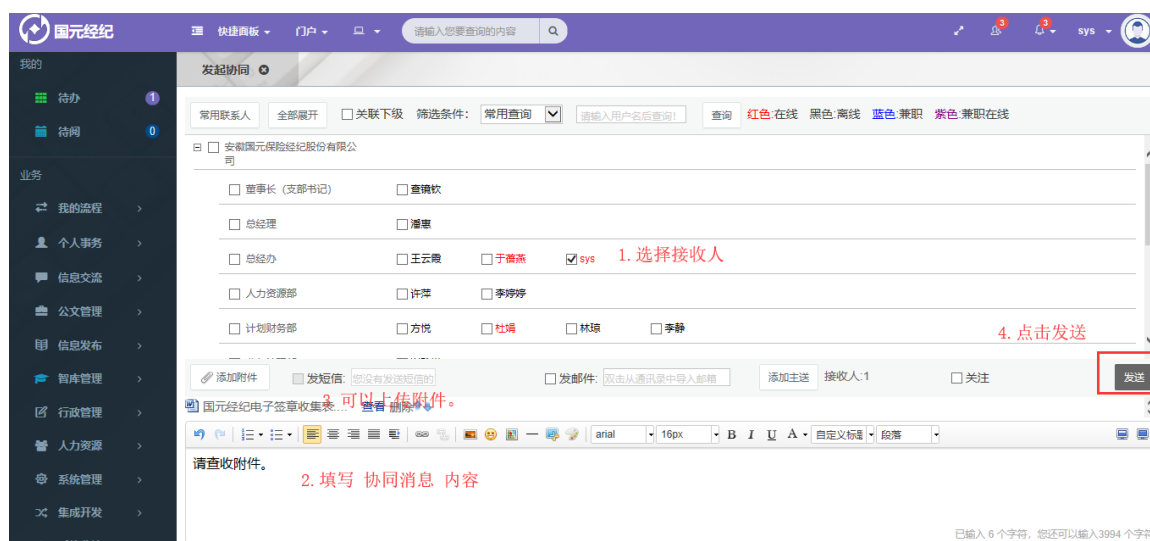 国元经纪 快捷面板 门户 请输入您要查询的内容 3 3 sys
我的
发起协同
待办 1
待阅 0
常用联系人 全部展开 关联下级 筛选条件: 常用查询 请输入用户名后查询! 查询 红色:在线 黑色:离线 蓝色:兼职 紫色:兼职在线
安徽国元保险经纪股份有限公
司
业务
董事长（支部书记） 查镜钦
我的流程
总经理 潘惠
个人事务
总经办 王云霞 于蔷燕 sys 1.选择接收人
信息交流
人力资源部 许萍 李婷婷
公文管理
计划财务部 方悦 杜娟 林琼 李静
4.点击发送
信息发布
添加附件 发短信: 您没有发送短信的 发邮件: 双击从通讯录中导入邮箱 添加主送 接收人:1 关注 发送
智库管理
国元经纪电子签章收集表.... 查看 删除
3.可以上传附件。
行政管理
arial 16px B I U A 自定义标题 段落
人力资源
请查收附件。
2.填写 协同消息 内容
系统管理
集成开发
已输入 6 个字符，您还可以输入3994 个字符